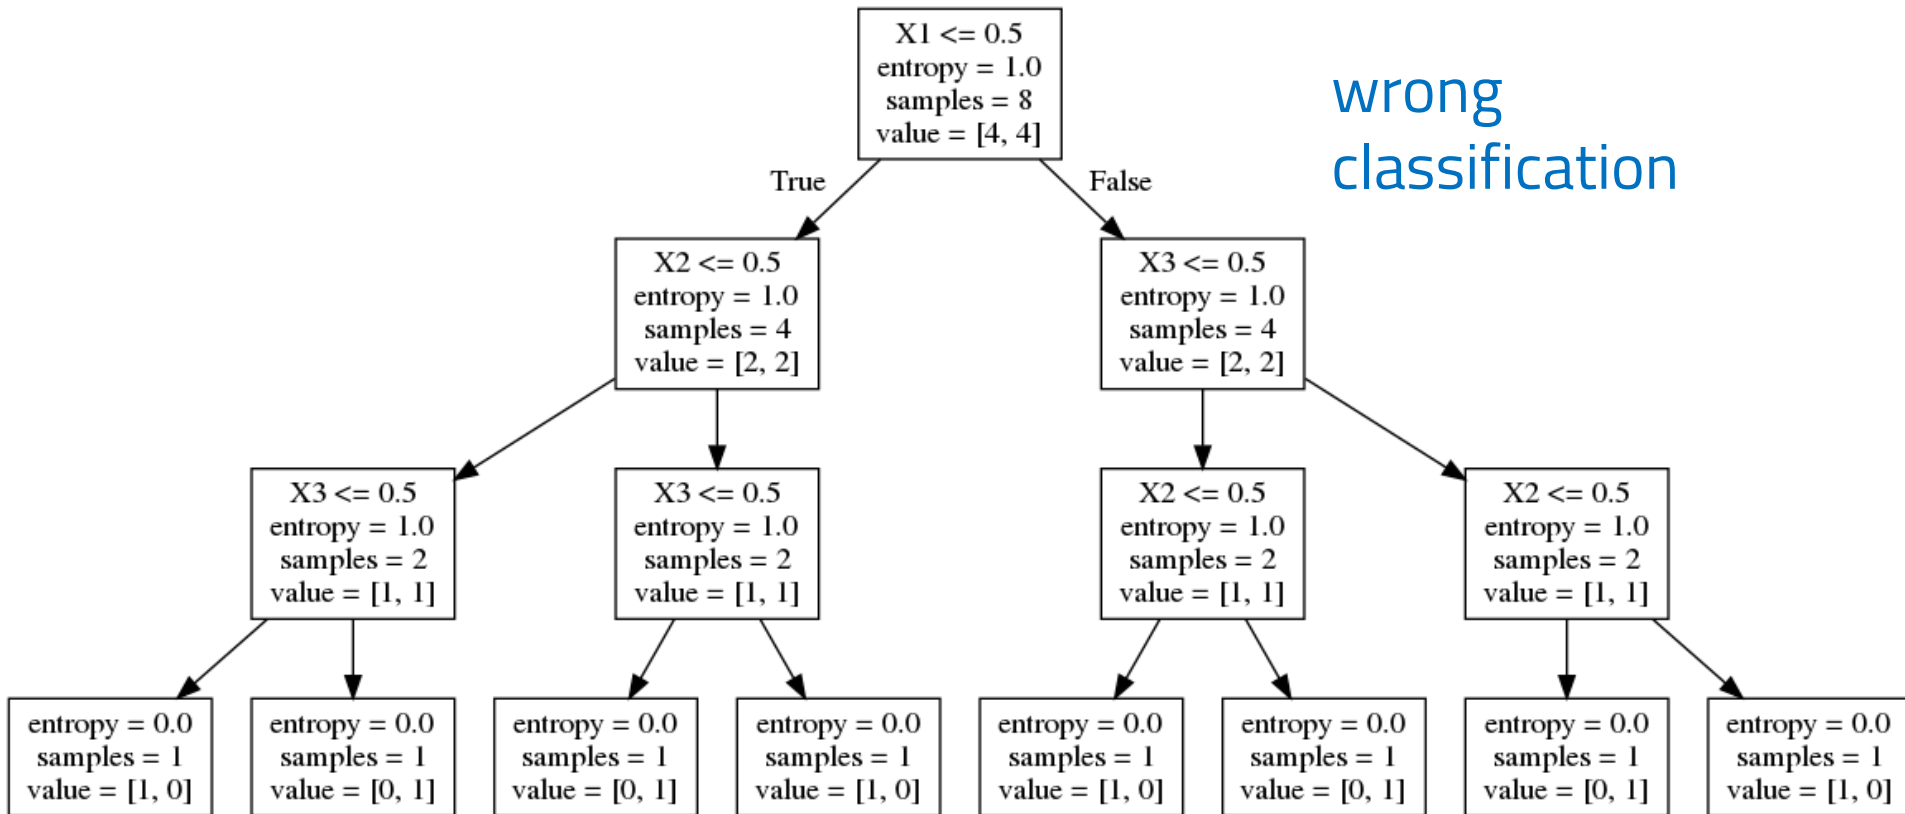 X1 <= 0.5
entropy = 1.0
samples = 8
value = [4, 4]
wrong
classification
True
False
X2 <= 0.5
entropy = 1.0
samples = 4
value = [2, 2]
X3 <= 0.5
entropy = 1.0
samples = 4
value = [2, 2]
X3 <= 0.5
entropy = 1.0
samples = 2
value = [1, 1]
X3 <= 0.5
entropy = 1.0
samples = 2
value = [1, 1]
X2 <= 0.5
entropy = 1.0
samples = 2
value = [1, 1]
X2 <= 0.5
entropy = 1.0
samples = 2
value = [1, 1]
entropy = 0.0
samples = 1
value = [1, 0]
entropy = 0.0
samples = 1
value = [0, 1]
entropy = 0.0
samples = 1
value = [0, 1]
entropy = 0.0
samples = 1
value = [1, 0]
entropy = 0.0
samples = 1
value = [1, 0]
entropy = 0.0
samples = 1
value = [0, 1]
entropy = 0.0
samples = 1
value = [0, 1]
entropy = 0.0
samples = 1
value = [1, 0]